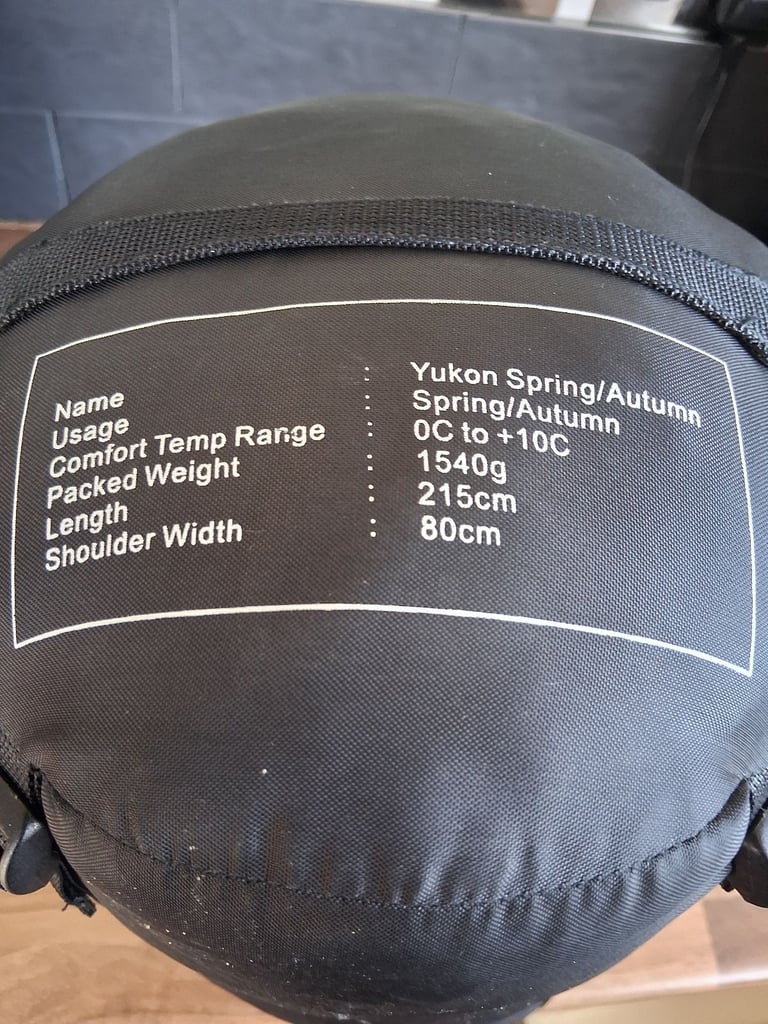 Name : Yukon Spring/Autumn
Usage : Spring/Autumn
Comfort Temp Range : 0C to +10C
Packed Weight : 1540g
Length : 215cm
Shoulder Width : 80cm